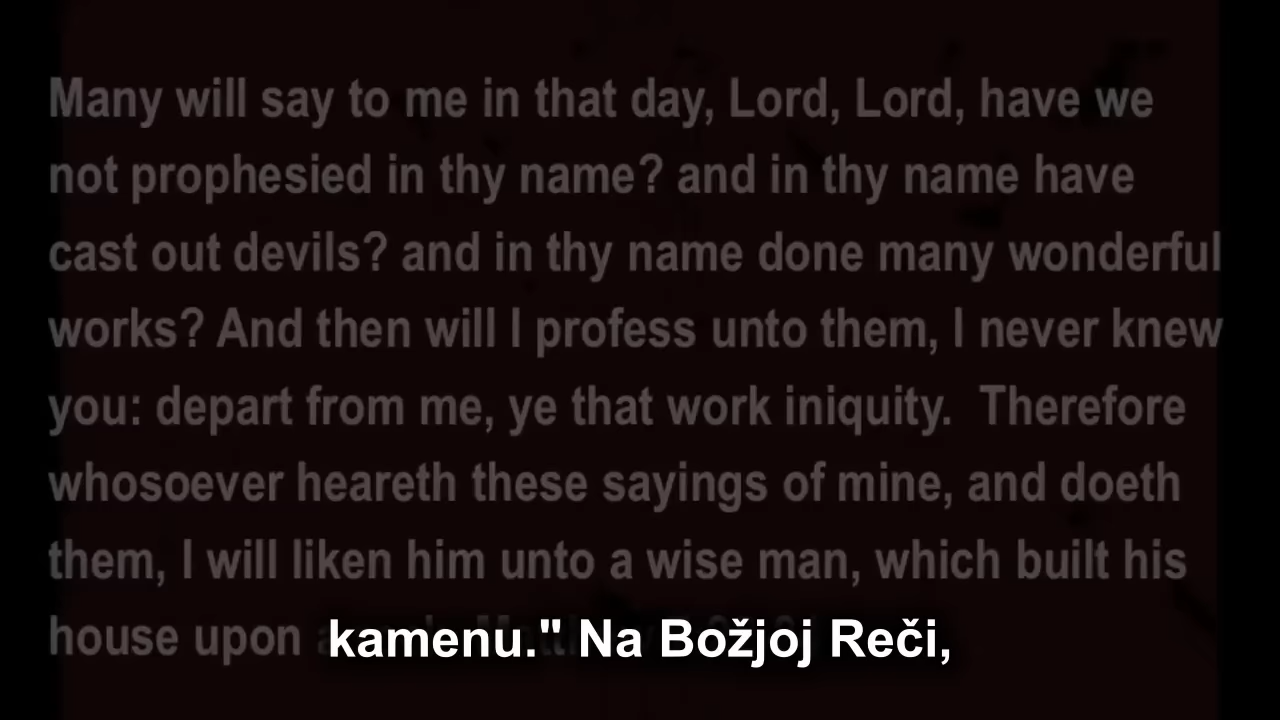 Many will say to me in that day, Lord, Lord, have we
not prophesied in thy name? and in thy name have
cast out devils? and in thy name done many wonderful
works? And then will I profess unto them, I never knew
you: depart from me, ye that work iniquity. Therefore
whosoever heareth these sayings of mine, and doeth
them, I will liken him unto a wise man, which built his
house upon
kamenu." Na Božjoj Reči,